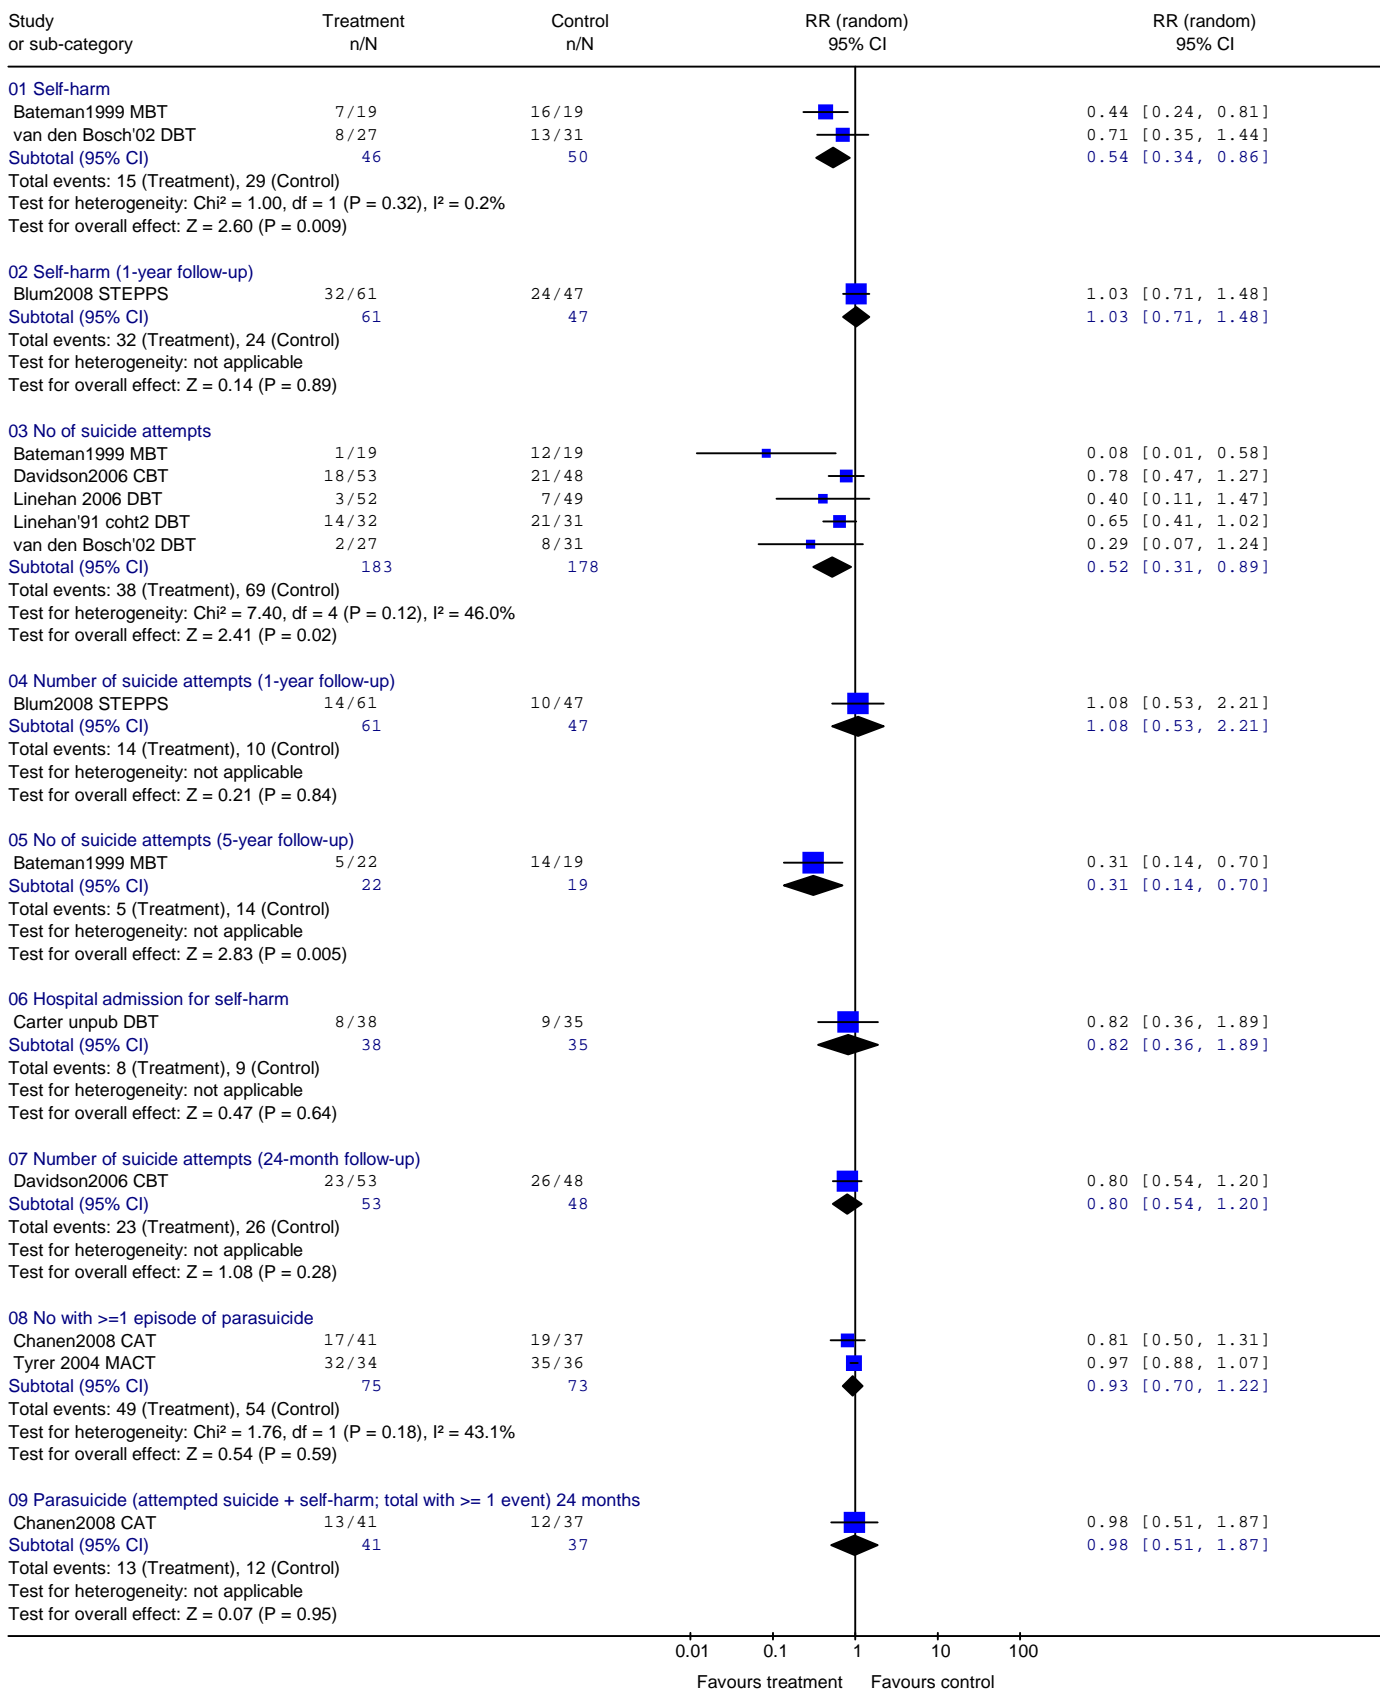 Study Treatment Control RR (random) RR (random)
or sub-category n/N n/N 95% CI 95% CI
01 Self-harm
Bateman1999 MBT 7/19 16/19 0.44 [0.24, 0.81]
van den Bosch'02 DBT 8/27 13/31 0.71 [0.35, 1.44]
Subtotal (95% CI) 46 50 0.54 [0.34, 0.86]
Total events: 15 (Treatment), 29 (Control)
Test for heterogeneity: Chi² = 1.00, df = 1 (P = 0.32), I² = 0.2%
Test for overall effect: Z = 2.60 (P = 0.009)
02 Self-harm (1-year follow-up)
Blum2008 STEPPS 32/61 24/47 1.03 [0.71, 1.48]
Subtotal (95% CI) 61 47 1.03 [0.71, 1.48]
Total events: 32 (Treatment), 24 (Control)
Test for heterogeneity: not applicable
Test for overall effect: Z = 0.14 (P = 0.89)
03 No of suicide attempts
Bateman1999 MBT 1/19 12/19 0.08 [0.01, 0.58]
Davidson2006 CBT 18/53 21/48 0.78 [0.47, 1.27]
Linehan 2006 DBT 3/52 7/49 0.40 [0.11, 1.47]
Linehan'91 coht2 DBT 14/32 21/31 0.65 [0.41, 1.02]
van den Bosch'02 DBT 2/27 8/31 0.29 [0.07, 1.24]
Subtotal (95% CI) 183 178 0.52 [0.31, 0.89]
Total events: 38 (Treatment), 69 (Control)
Test for heterogeneity: Chi² = 7.40, df = 4 (P = 0.12), I² = 46.0%
Test for overall effect: Z = 2.41 (P = 0.02)
04 Number of suicide attempts (1-year follow-up)
Blum2008 STEPPS 14/61 10/47 1.08 [0.53, 2.21]
Subtotal (95% CI) 61 47 1.08 [0.53, 2.21]
Total events: 14 (Treatment), 10 (Control)
Test for heterogeneity: not applicable
Test for overall effect: Z = 0.21 (P = 0.84)
05 No of suicide attempts (5-year follow-up)
Bateman1999 MBT 5/22 14/19 0.31 [0.14, 0.70]
Subtotal (95% CI) 22 19 0.31 [0.14, 0.70]
Total events: 5 (Treatment), 14 (Control)
Test for heterogeneity: not applicable
Test for overall effect: Z = 2.83 (P = 0.005)
06 Hospital admission for self-harm
Carter unpub DBT 8/38 9/35 0.82 [0.36, 1.89]
Subtotal (95% CI) 38 35 0.82 [0.36, 1.89]
Total events: 8 (Treatment), 9 (Control)
Test for heterogeneity: not applicable
Test for overall effect: Z = 0.47 (P = 0.64)
07 Number of suicide attempts (24-month follow-up)
Davidson2006 CBT 23/53 26/48 0.80 [0.54, 1.20]
Subtotal (95% CI) 53 48 0.80 [0.54, 1.20]
Total events: 23 (Treatment), 26 (Control)
Test for heterogeneity: not applicable
Test for overall effect: Z = 1.08 (P = 0.28)
08 No with >=1 episode of parasuicide
Chanen2008 CAT 17/41 19/37 0.81 [0.50, 1.31]
Tyrer 2004 MACT 32/34 35/36 0.97 [0.88, 1.07]
Subtotal (95% CI) 75 73 0.93 [0.70, 1.22]
Total events: 49 (Treatment), 54 (Control)
Test for heterogeneity: Chi² = 1.76, df = 1 (P = 0.18), I² = 43.1%
Test for overall effect: Z = 0.54 (P = 0.59)
09 Parasuicide (attempted suicide + self-harm; total with >= 1 event) 24 months
Chanen2008 CAT 13/41 12/37 0.98 [0.51, 1.87]
Subtotal (95% CI) 41 37 0.98 [0.51, 1.87]
Total events: 13 (Treatment), 12 (Control)
Test for heterogeneity: not applicable
Test for overall effect: Z = 0.07 (P = 0.95)
0.01 0.1 1 10 100
Favours treatment Favours control